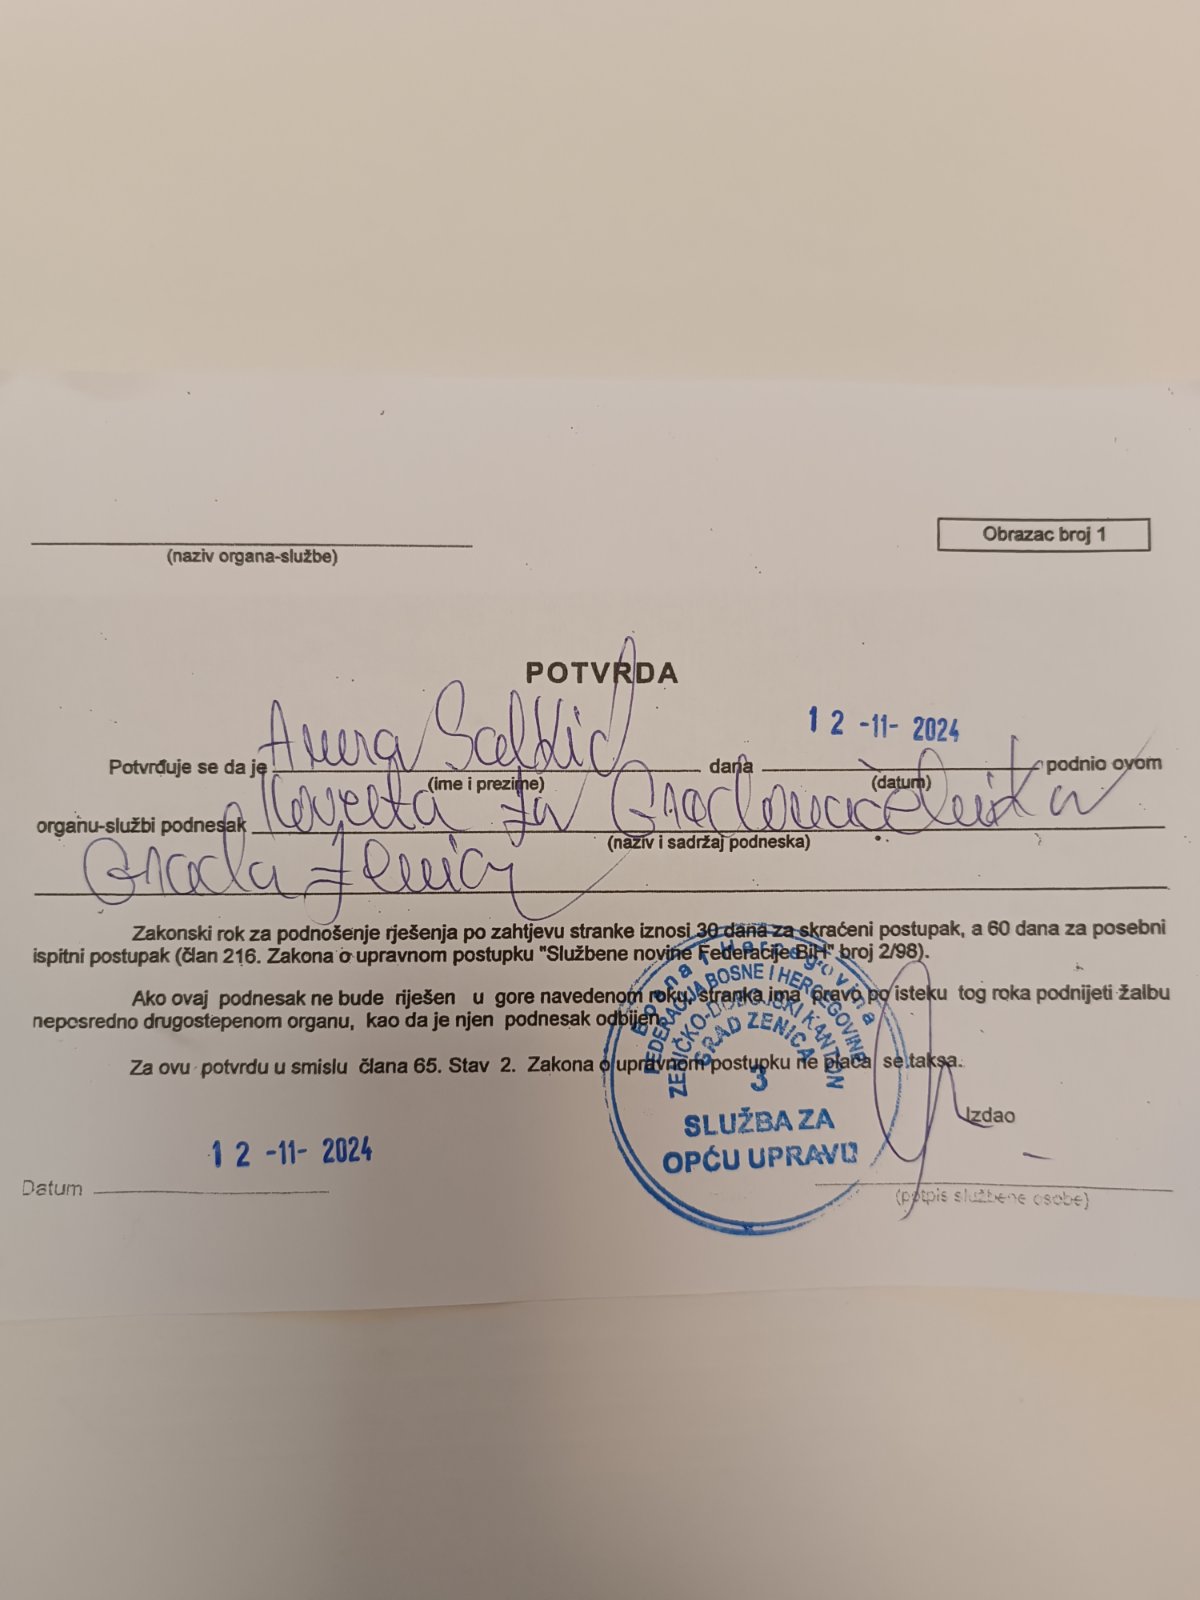 Obrazac broj 1
(naziv organa-službe)
POTVRDA
12-11-2024
Potvrđuje se da je Amra Salkić dana podnio ovom
(ime i prezime) (datum)
organu-službi podnesak Koverta za Gradonačelnika
(naziv i sadržaj podneska)
Grada Zenica
Zakonski rok za podnošenje rješenja po zahtjevu stranke iznosi 30 dana za skraćeni postupak, a 60 dana za posebni
ispitni postupak (član 216. Zakona o upravnom postupku "Službene novine Federacije BiH" broj 2/98).
Ako ovaj podnesak ne bude riješen u gore navedenom roku, stranka ima pravo po isteku tog roka podnijeti žalbu
neposredno drugostepenom organu, kao da je njen podnesak odbijen.
Za ovu potvrdu u smislu člana 65. Stav 2. Zakona o upravnom postupku ne plaća se taksa.
Bosna i Hercegovina
FEDERACIJA BOSNE I HERCEGOVINE
ZENIČKO-DOBOJSKI KANTON
GRAD ZENICA
3
SLUŽBA ZA
OPĆU UPRAVU
Izdao
12-11-2024
Datum
(potpis službene osobe)